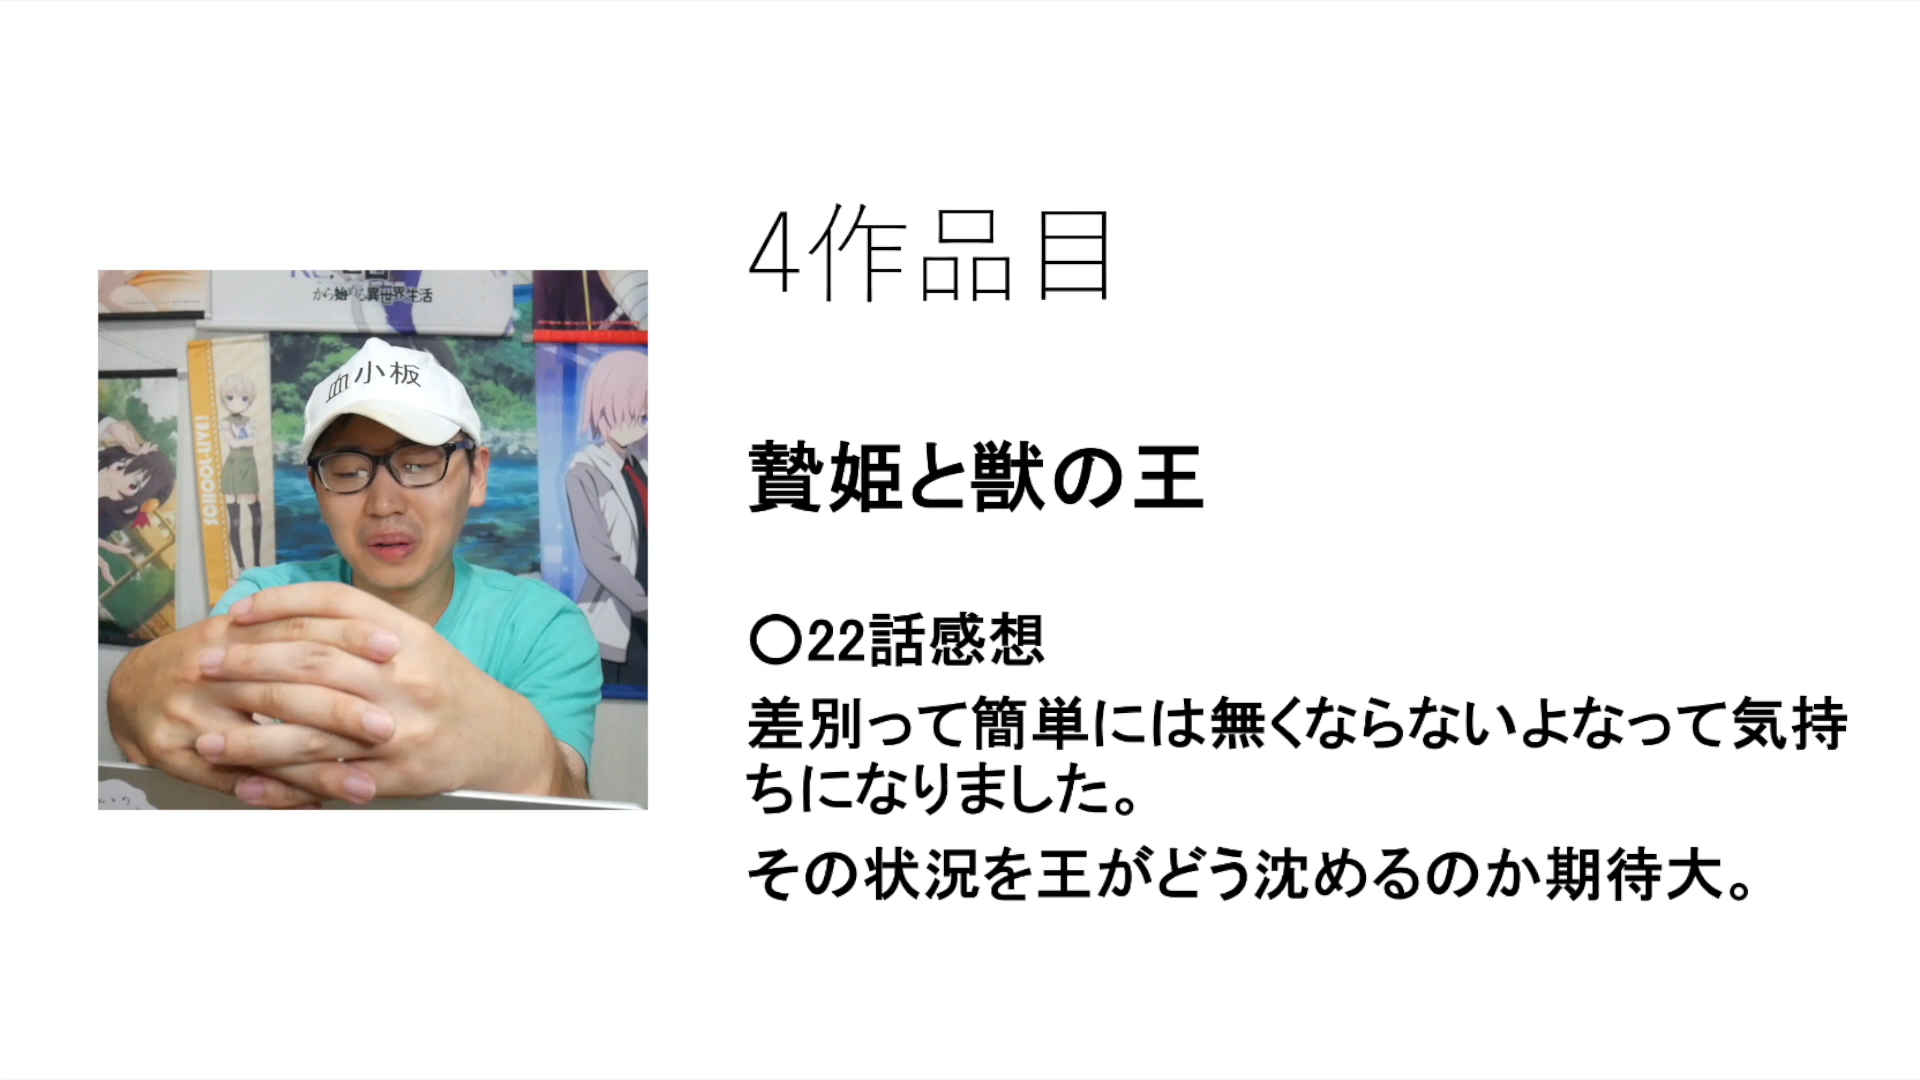 4作品目
から始める異世界生活
血小板
SCHOOL-LIVE!
贄姫と獣の王
〇22話感想
差別って簡単には無くならないよなって気持
ちになりました。
その状況を王がどう沈めるのか期待大。